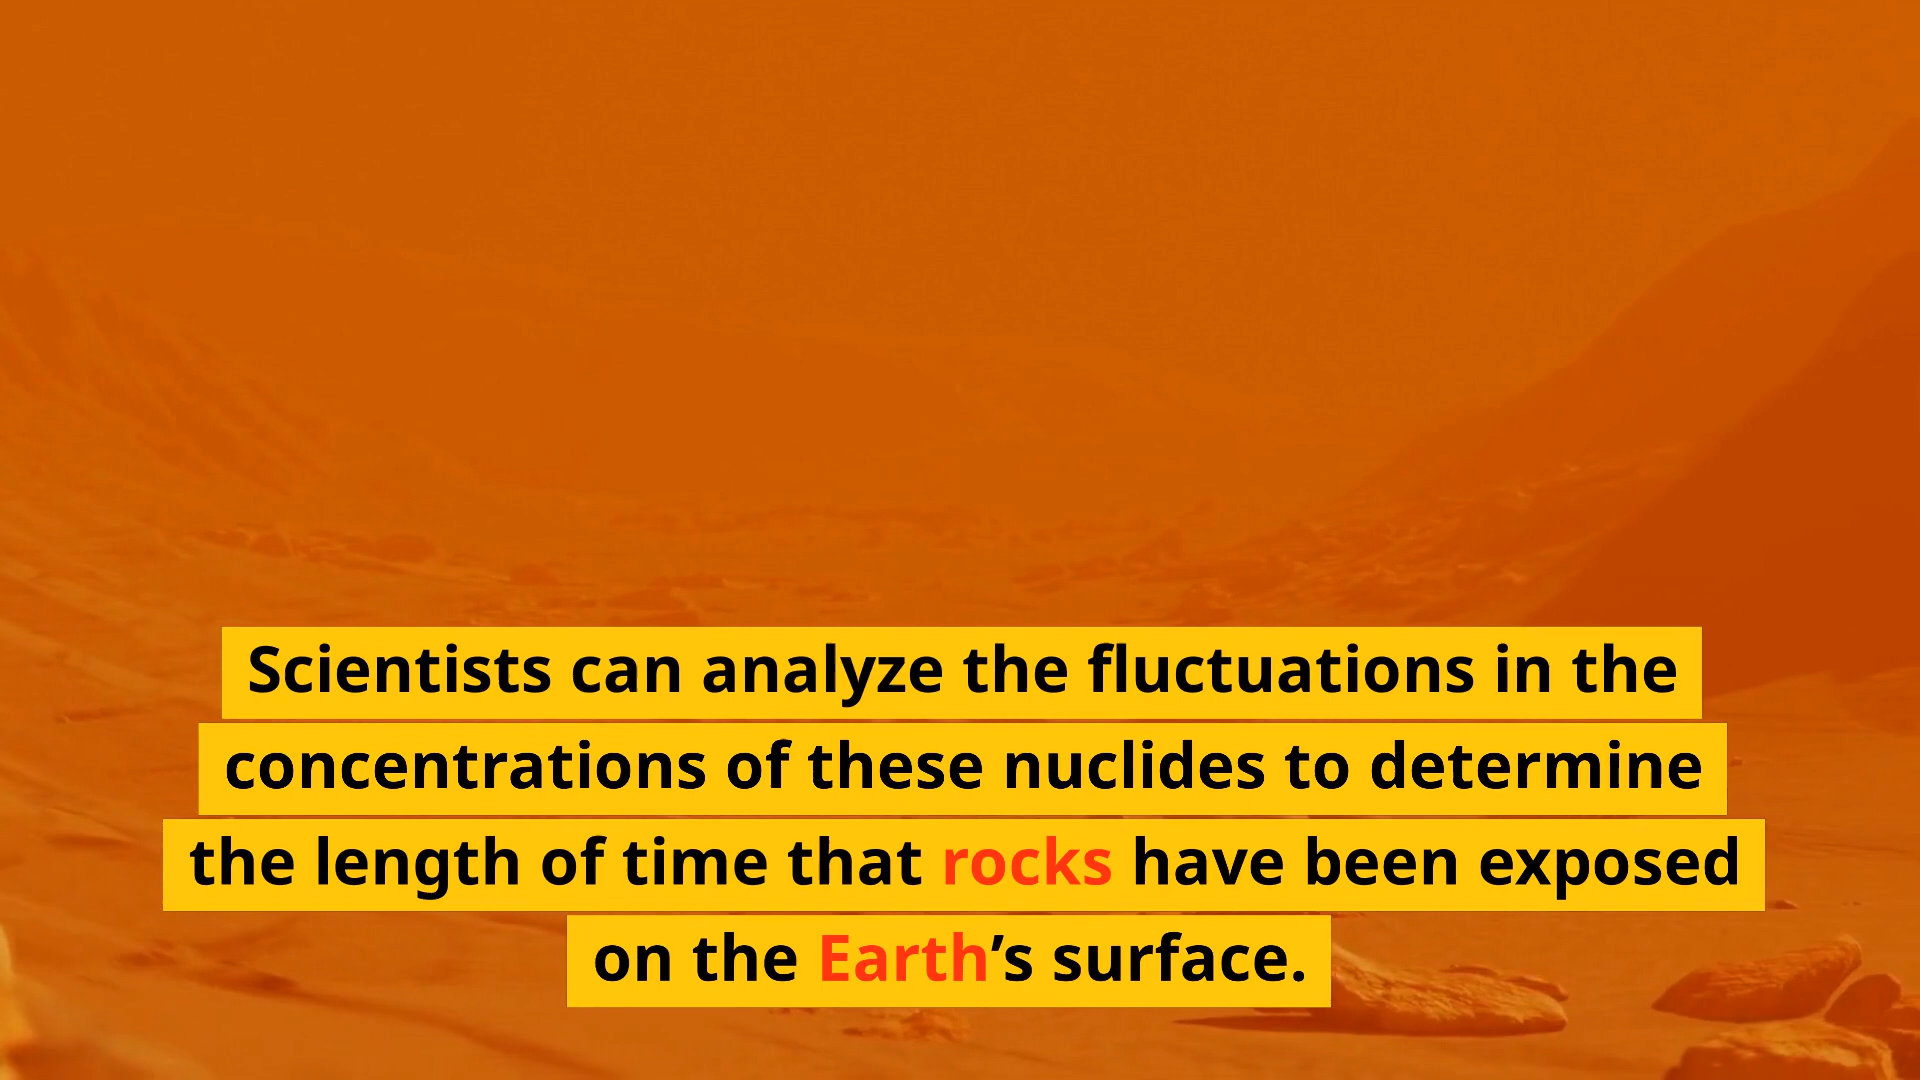 Scientists can analyze the fluctuations in the
concentrations of these nuclides to determine
the length of time that rocks have been exposed
on the Earth’s surface.